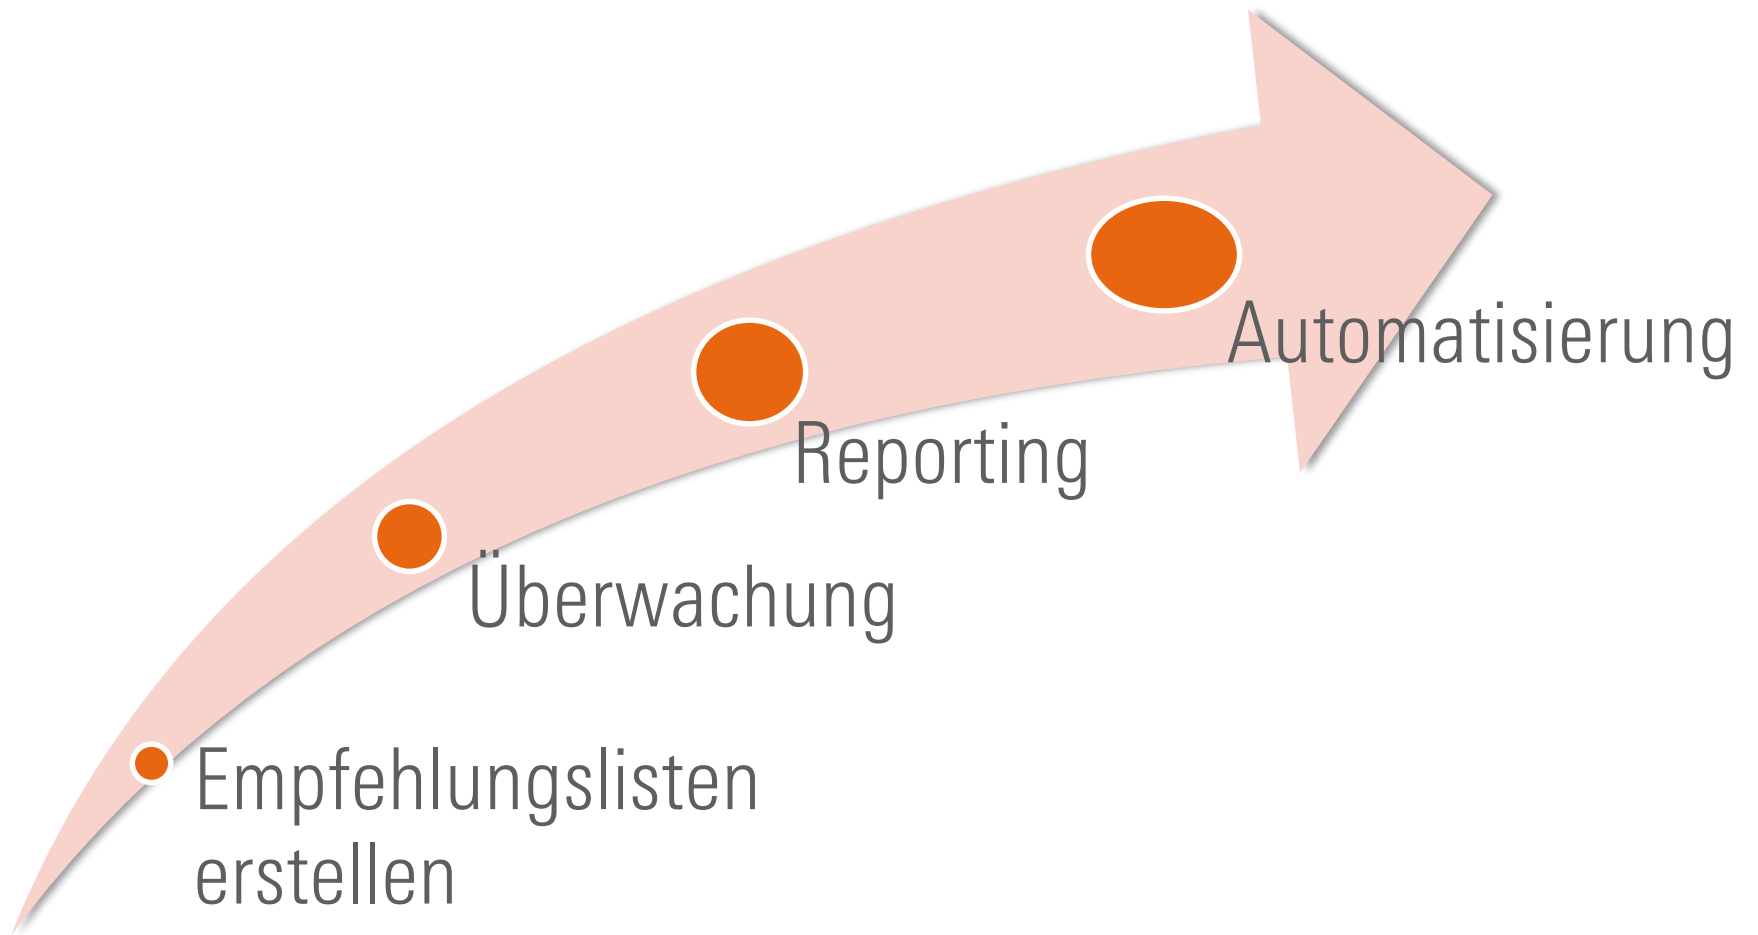 Automatisierung
Reporting
Überwachung
Empfehlungslisten
erstellen